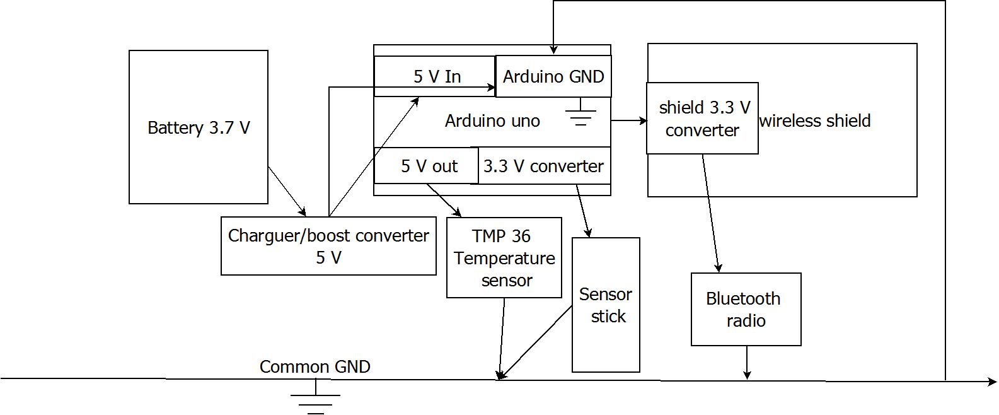 5 V In
Arduino GND
Battery 3.7 V
Arduino uno
shield 3.3 V
converter
wireless shield
5 V out
3.3 V converter
Charguer/boost converter
5 V
TMP 36
Temperature
sensor
Sensor
stick
Bluetooth
radio
Common GND